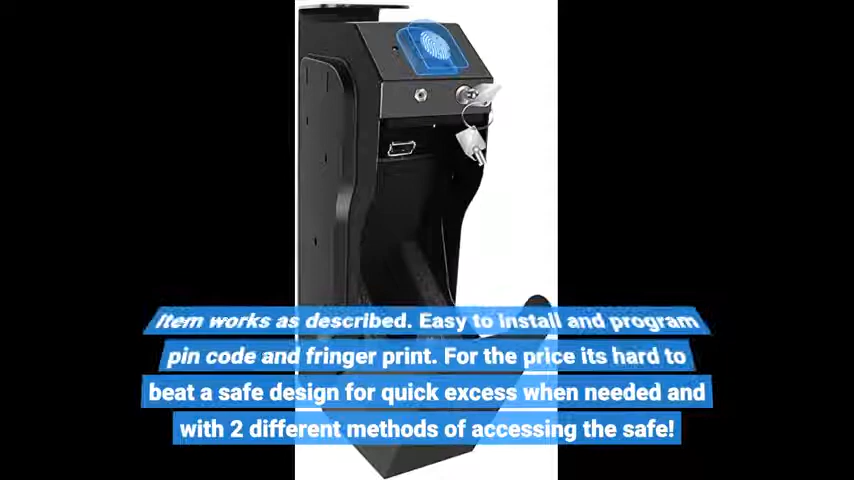 Item works as described. Easy to install and program
pin code and fringer print. For the price its hard to
beat a safe design for quick excess when needed and
with 2 different methods of accessing the safe!